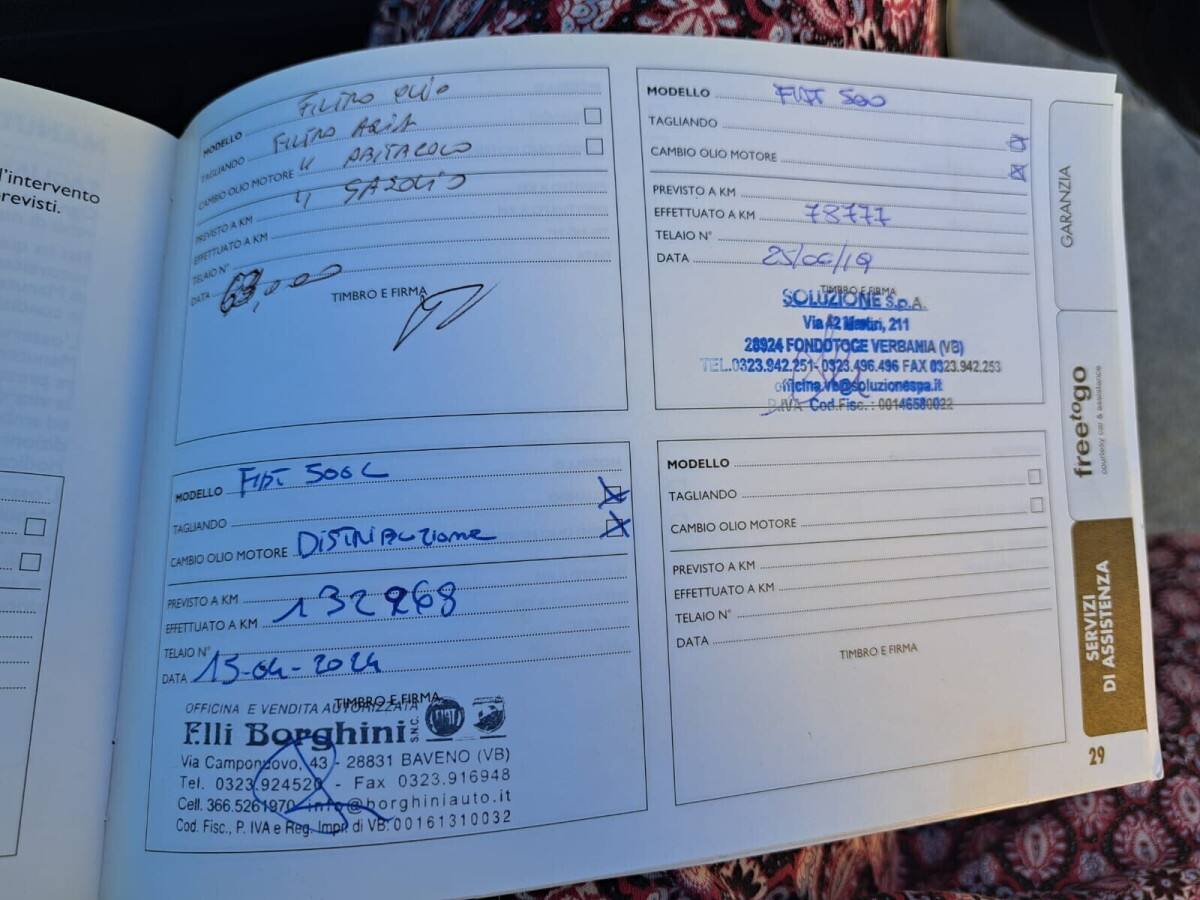 l'intervento
previsti.
MODELLO FILTRO OLIO
TAGLIANDO FILTRO ARIA
CAMBIO OLIO MOTORE " ABITACOLO
" GASOLIO
PREVISTO A KM
EFFETTUATO A KM
TELAIO N°
DATA 63,000
TIMBRO E FIRMA
MODELLO FIAT 500
TAGLIANDO
CAMBIO OLIO MOTORE
PREVISTO A KM
EFFETTUATO A KM 78777
TELAIO N°
DATA 25/06/19
TIMBRO E FIRMA
SOLUZIONE S.p.A.
Via 42 Martiri, 211
28924 FONDOTOCE VERBANIA (VB)
TEL.0323.942.251- 0323.496.496 FAX 0323.942.253
officina.vb@soluzionespa.it
P.IVA Cod.Fisc. : 00146580022
MODELLO FIAT 500L
TAGLIANDO
CAMBIO OLIO MOTORE DISTRIBUZIONE
PREVISTO A KM
EFFETTUATO A KM 132268
TELAIO N°
DATA 15-04-2024
TIMBRO E FIRMA
OFFICINA E VENDITA AUTORIZZATA
F.lli Borghini S.N.C. FIAT
Via Camponuovo, 43 - 28831 BAVENO (VB)
Tel. 0323.924520 - Fax 0323.916948
Cell. 366.5261970 info@borghiniauto.it
Cod. Fisc., P. IVA e Reg. Impr. di VB: 00161310032
MODELLO
TAGLIANDO
CAMBIO OLIO MOTORE
PREVISTO A KM
EFFETTUATO A KM
TELAIO N°
DATA
TIMBRO E FIRMA
GARANZIA
freetogo
courtesy car & assistance
SERVIZI
DI ASSISTENZA
29